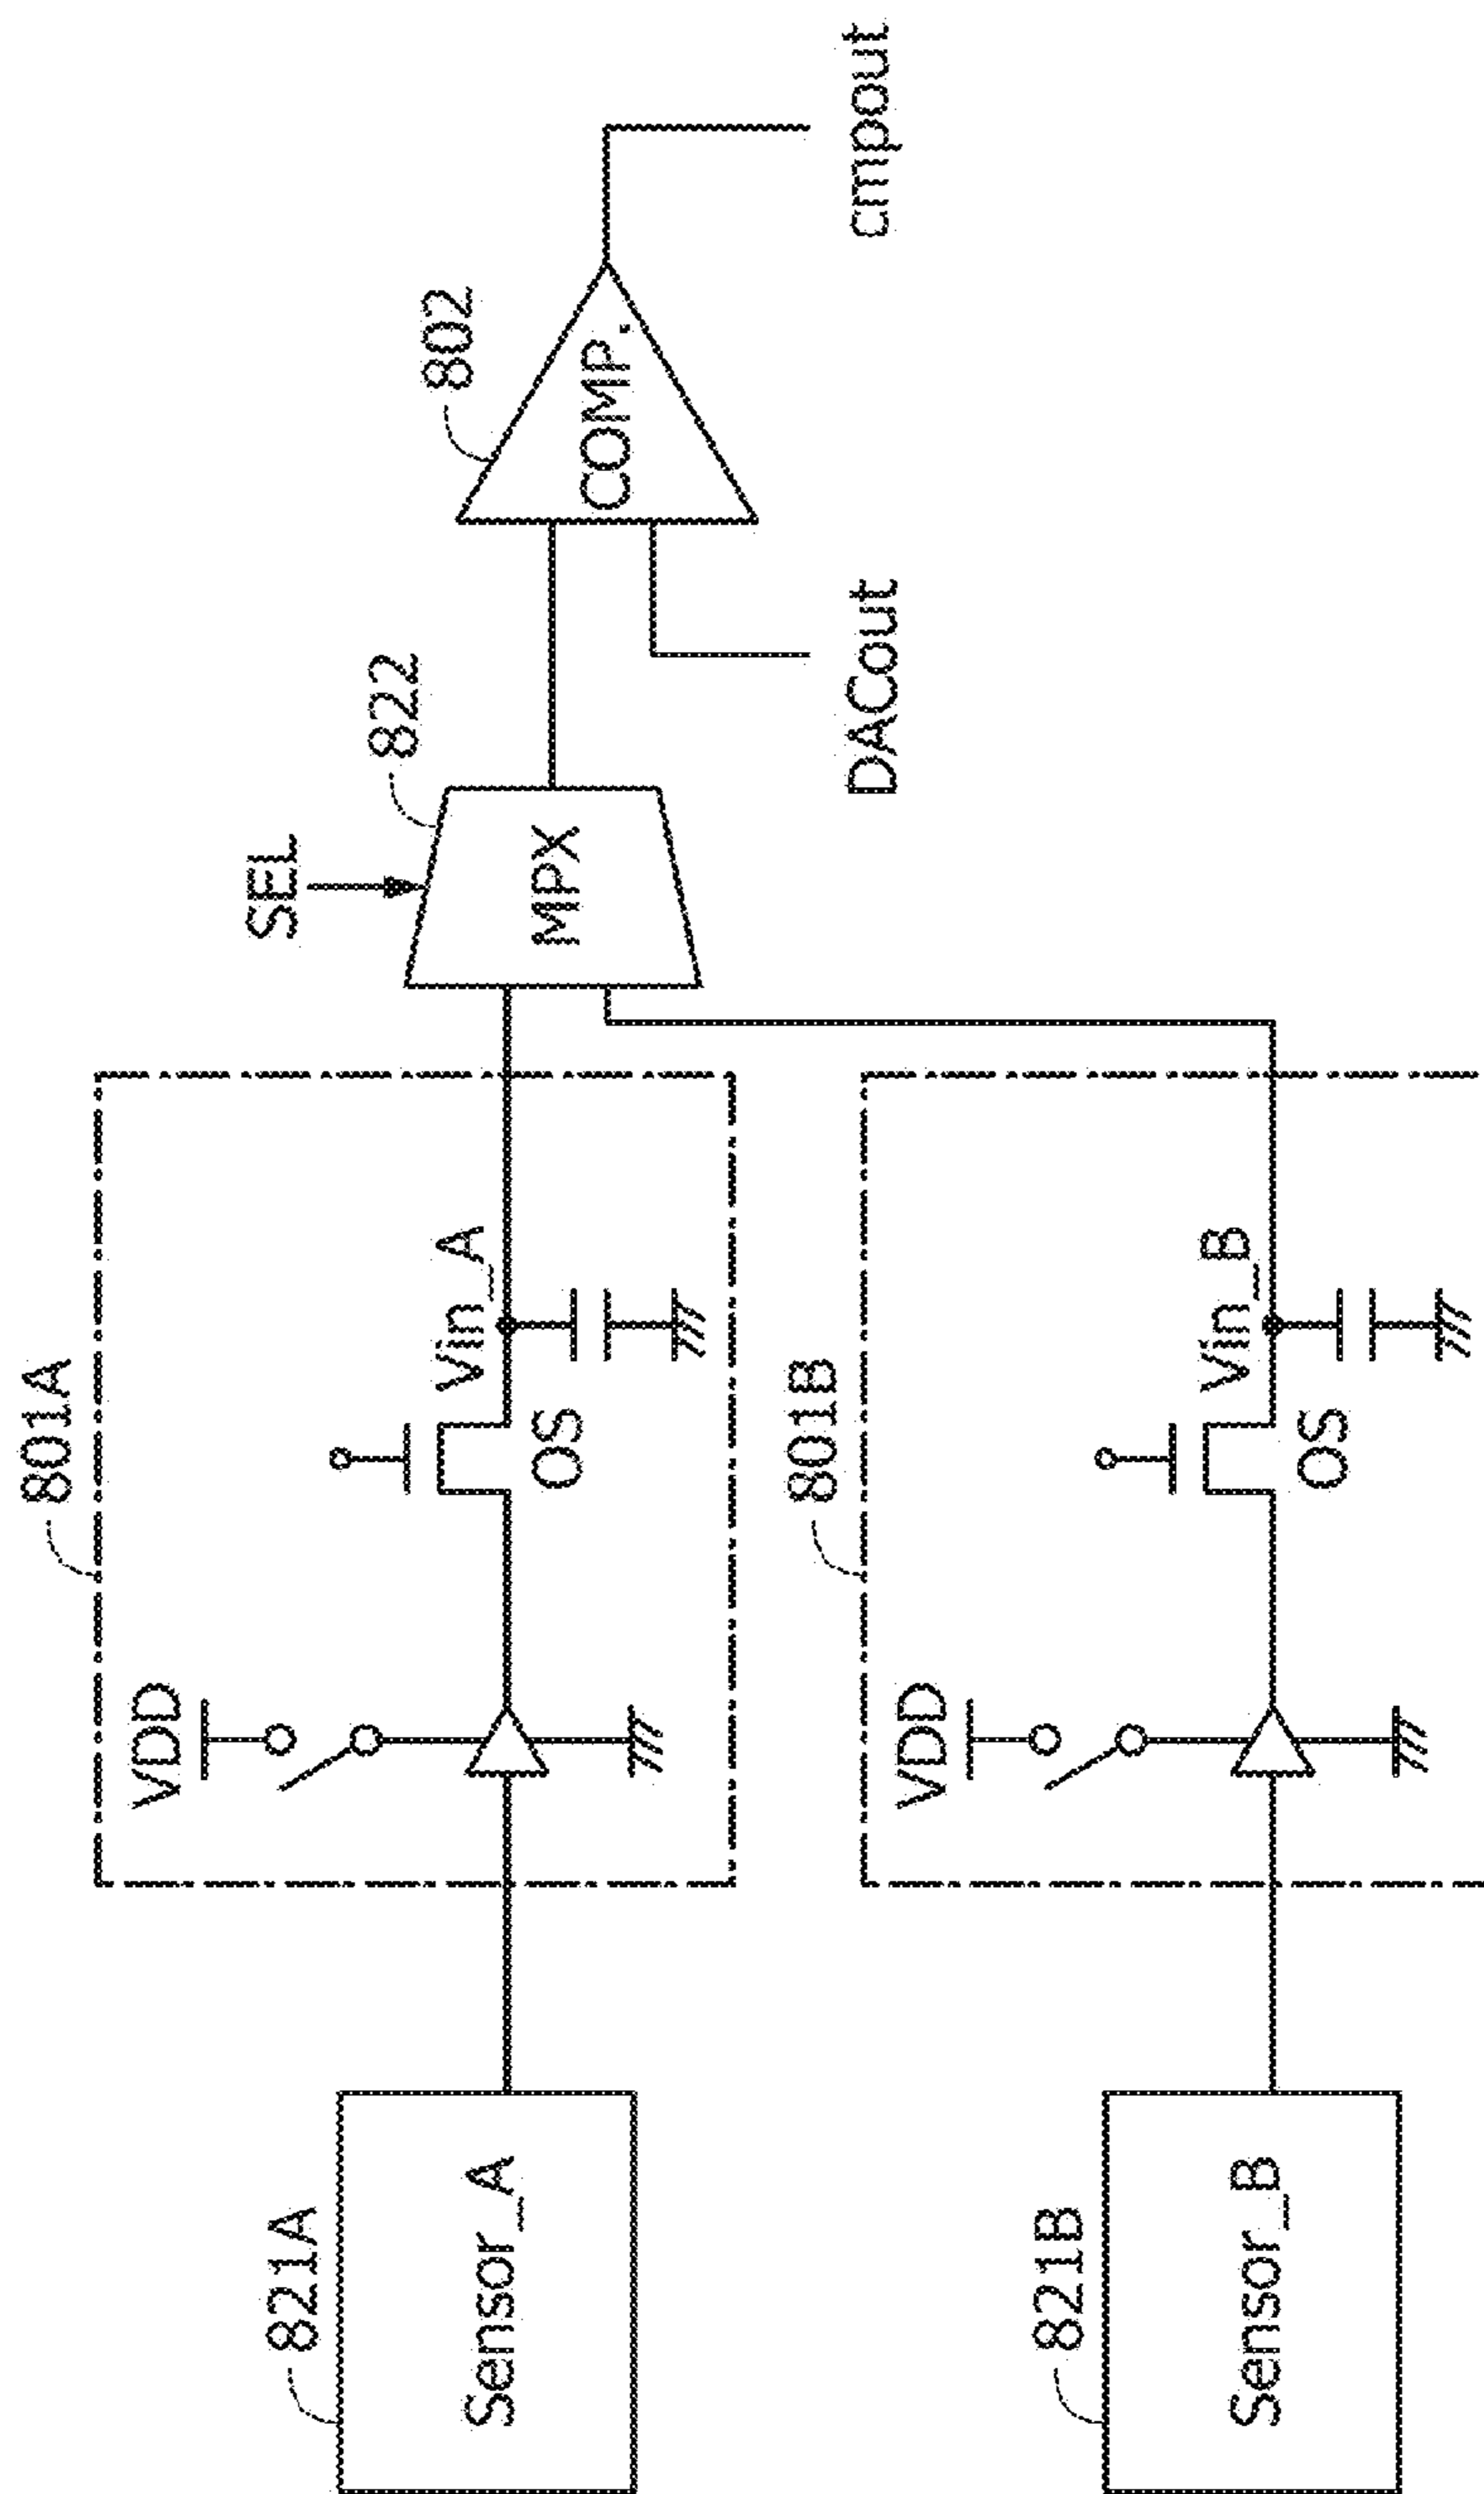 801A
VDD
821A
Sensor_A
OS
Vin_A
SEL
822
MPX
802
COMP.
DACout
cmpout
801B
VDD
821B
Sensor_B
OS
Vin_B